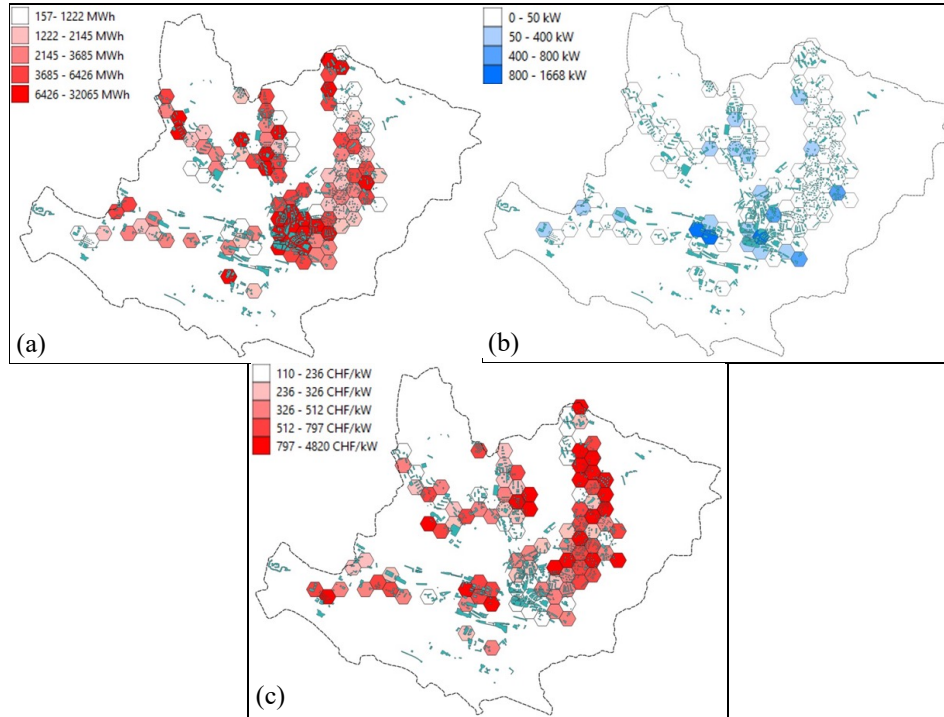 157- 1222 MWh
1222 - 2145 MWh
2145 - 3685 MWh
3685 - 6426 MWh
6426 - 32065 MWh
(a)
0 - 50 kW
50 - 400 kW
400 - 800 kW
800 - 1668 kW
(b)
110 - 236 CHF/kW
236 - 326 CHF/kW
326 - 512 CHF/kW
512 - 797 CHF/kW
797 - 4820 CHF/kW
(c)